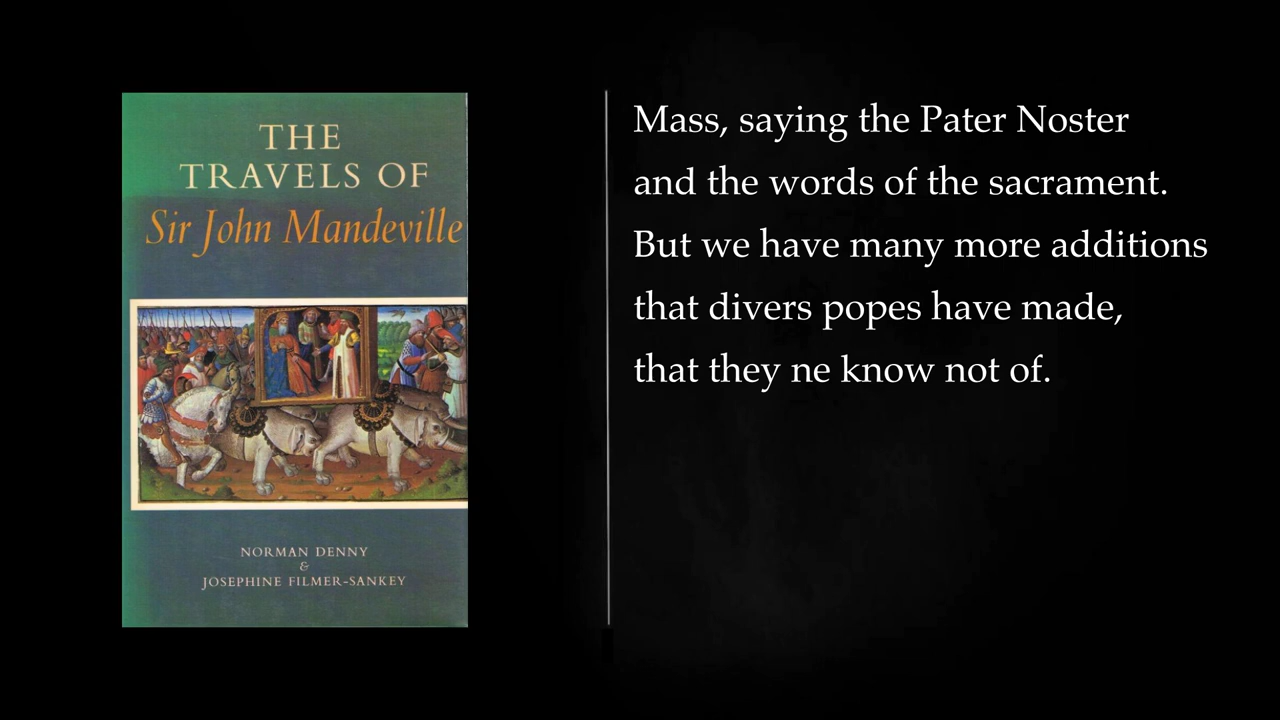 THE
TRAVELS OF
Sir John Mandeville
NORMAN DENNY
&
JOSEPHINE FILMER-SANKEY
Mass, saying the Pater Noster
and the words of the sacrament.
But we have many more additions
that divers popes have made,
that they ne know not of.